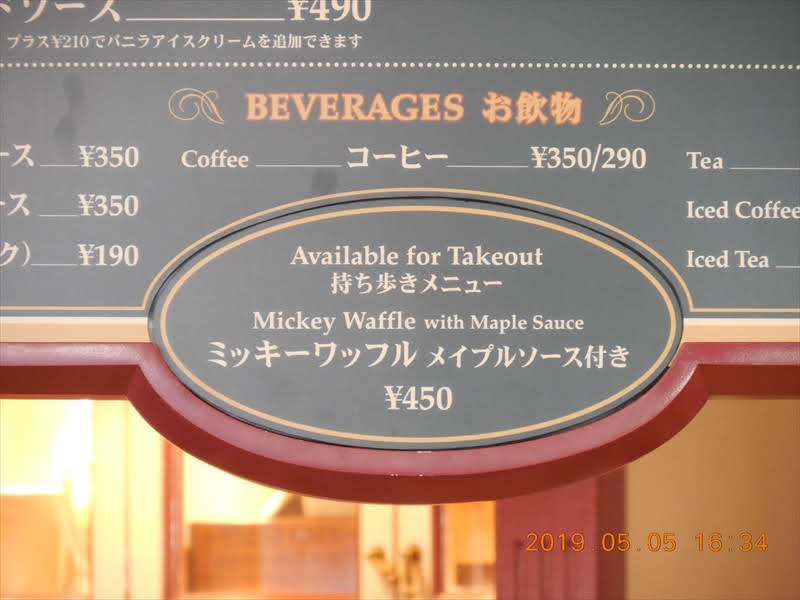 ドソース ¥490
プラス¥210でバニラアイスクリームを追加できます
BEVERAGES お飲物
ース ¥350
Coffee コーヒー ¥350/290
Tea
ース ¥350
Iced Coffee
ク) ¥190
Iced Tea
Available for Takeout
持ち歩きメニュー
Mickey Waffle with Maple Sauce
ミッキーワッフル メイプルソース付き
¥450
2019.05.05 16:34